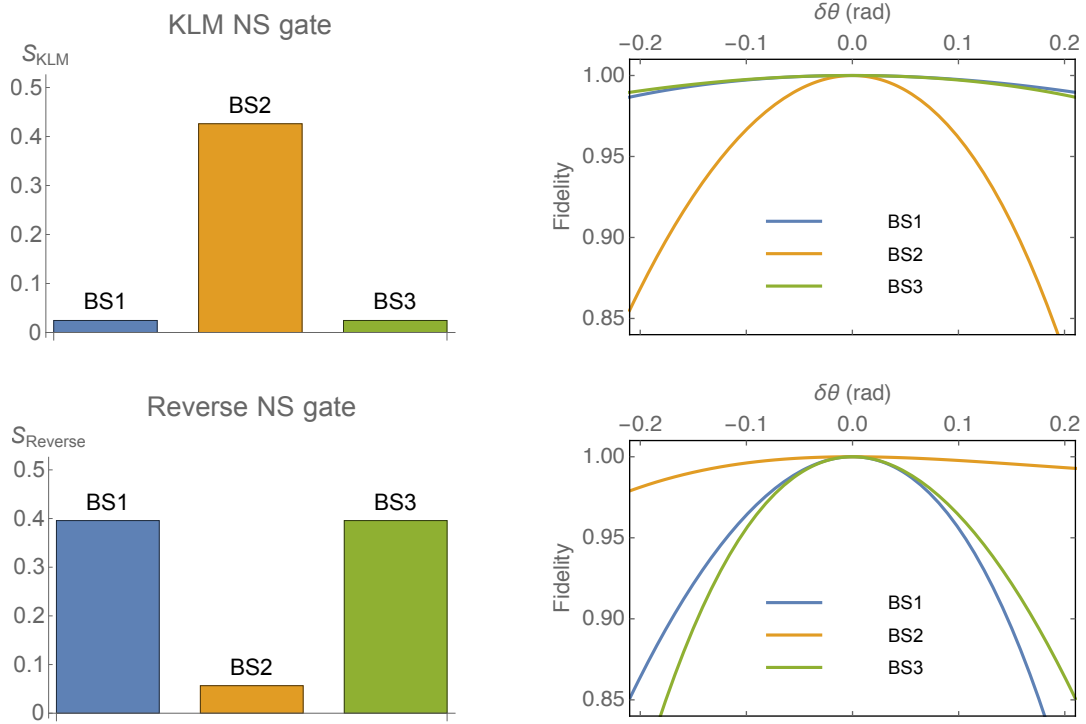 KLM NS gate
S_KLM
0.5
0.4
0.3
0.2
0.1
0
BS1
BS2
BS3
δθ (rad)
−0.2 −0.1 0.0 0.1 0.2
1.00
0.95
0.90
0.85
Fidelity
BS1
BS2
BS3
Reverse NS gate
S_Reverse
0.5
0.4
0.3
0.2
0.1
0
BS1
BS2
BS3
δθ (rad)
−0.2 −0.1 0.0 0.1 0.2
1.00
0.95
0.90
0.85
Fidelity
BS1
BS2
BS3